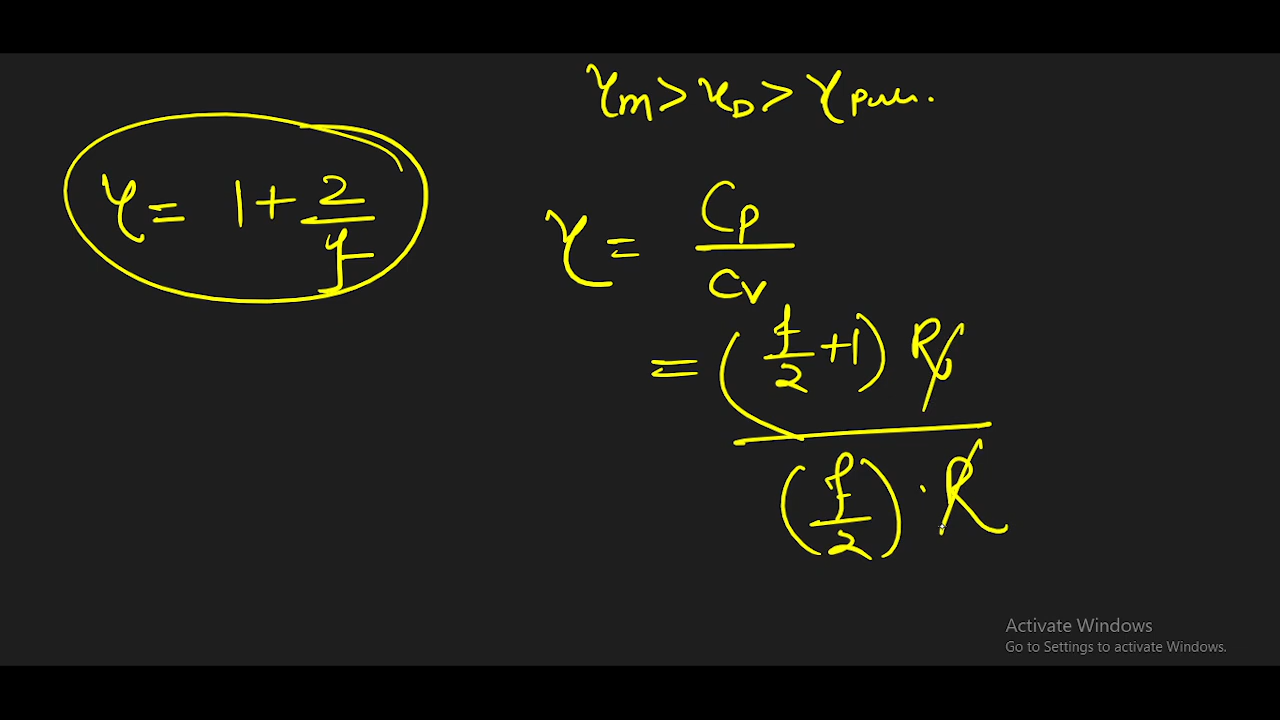 γm > γD > γpoly.
γ = 1 + 2/f
γ = Cp/Cv
= (f/2 + 1) R
(f/2) · R
Activate Windows
Go to Settings to activate Windows.